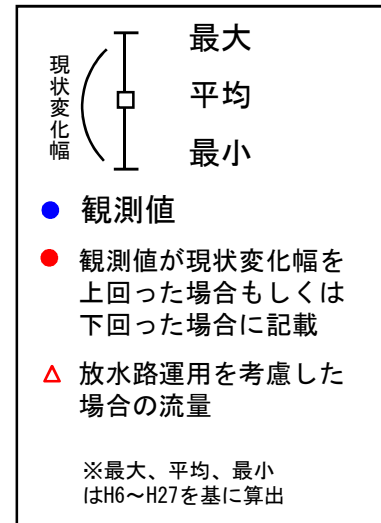 最大
現状変化幅
平均
最小
観測値
観測値が現状変化幅を
上回った場合もしくは
下回った場合に記載
放水路運用を考慮した
場合の流量
※最大、平均、最小
はH6～H27を基に算出